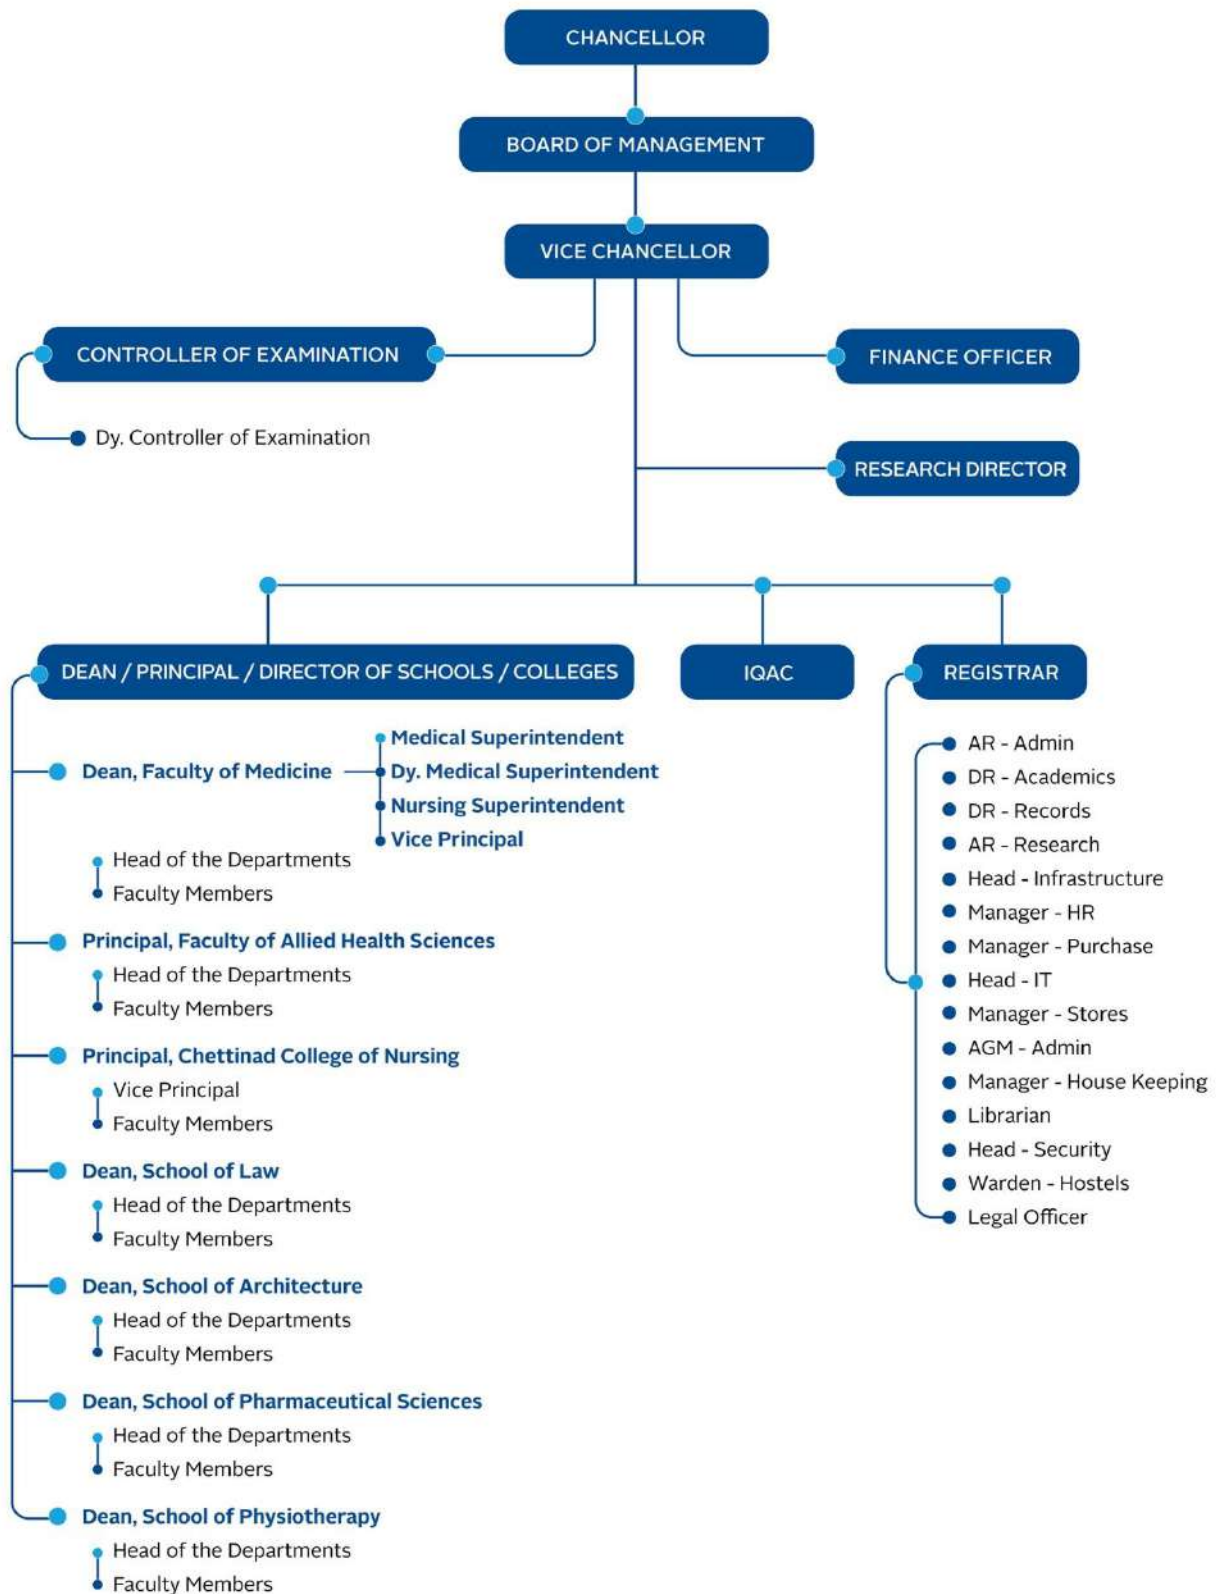 CHANCELLOR
BOARD OF MANAGEMENT
VICE CHANCELLOR
CONTROLLER OF EXAMINATION
Dy. Controller of Examination
FINANCE OFFICER
RESEARCH DIRECTOR
DEAN / PRINCIPAL / DIRECTOR OF SCHOOLS / COLLEGES
Dean, Faculty of Medicine
Medical Superintendent
Dy. Medical Superintendent
Nursing Superintendent
Vice Principal
Head of the Departments
Faculty Members
Principal, Faculty of Allied Health Sciences
Head of the Departments
Faculty Members
Principal, Chettinad College of Nursing
Vice Principal
Faculty Members
Dean, School of Law
Head of the Departments
Faculty Members
Dean, School of Architecture
Head of the Departments
Faculty Members
Dean, School of Pharmaceutical Sciences
Head of the Departments
Faculty Members
Dean, School of Physiotherapy
Head of the Departments
Faculty Members
IQAC
REGISTRAR
AR - Admin
DR - Academics
DR - Records
AR - Research
Head - Infrastructure
Manager - HR
Manager - Purchase
Head - IT
Manager - Stores
AGM - Admin
Manager - House Keeping
Librarian
Head - Security
Warden - Hostels
Legal Officer